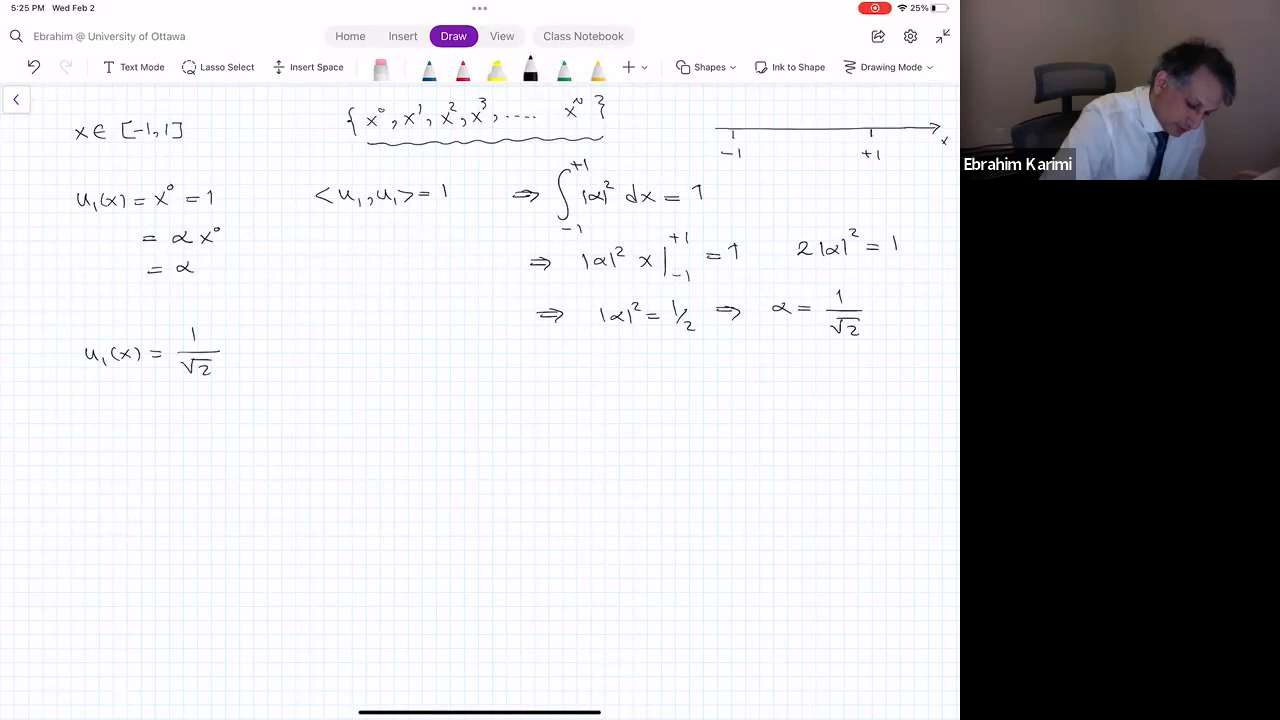 5:25 PM Wed Feb 2
25%
Ebrahim @ University of Ottawa
Home Insert Draw View Class Notebook
Text Mode Lasso Select Insert Space Shapes Ink to Shape Drawing Mode
x ∈ [-1, 1] { x⁰, x¹, x², x³, .... xⁿ }
-1 +1 x
Ebrahim Karimi
u₁(x) = x⁰ = 1 <u₁, u₁> = 1 ⇒ ∫₋₁⁺¹ |α|² dx = 1
= α x⁰
= α
⇒ |α|² x |₋₁⁺¹ = 1 2|α|² = 1
⇒ |α|² = 1/2 ⇒ α = 1/√2
u₁(x) = 1/√2